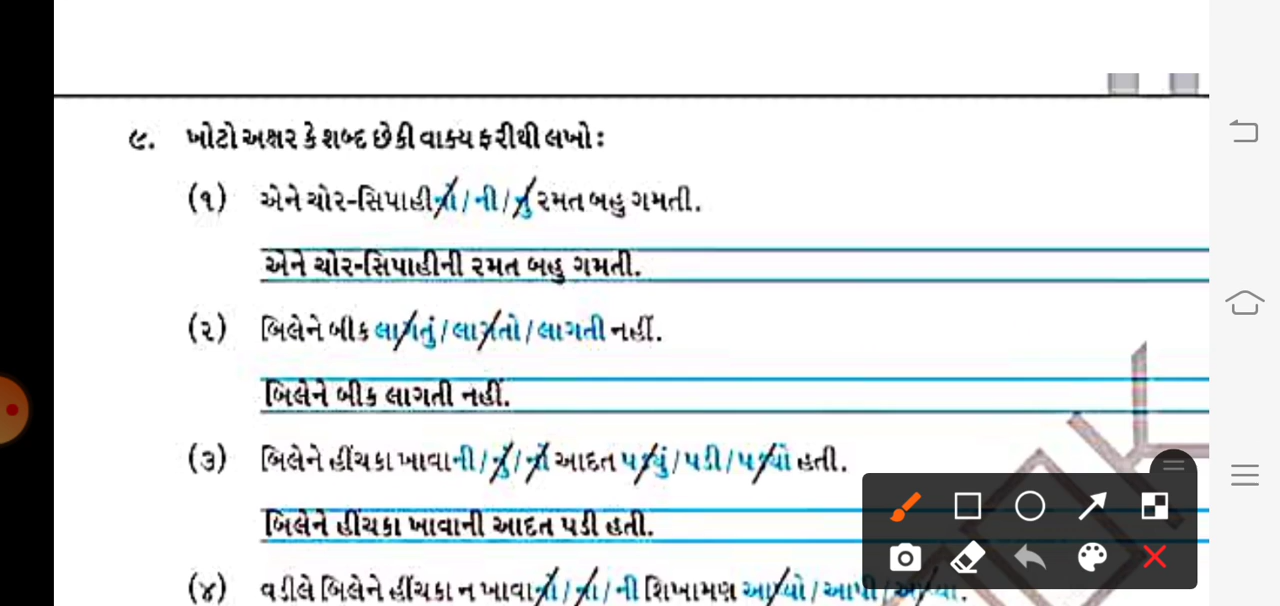 ૯. ખોટો અક્ષર કે શબ્દ છેકી વાક્ય ફરીથી લખો :
(૧) એને ચોર-સિપાહીનો/ની/નું રમત બહુ ગમતી.
એને ચોર-સિપાહીની રમત બહુ ગમતી.
(૨) બિલેને બીક લાગતું/લાગતો/લાગતી નહીં.
બિલેને બીક લાગતી નહીં.
(૩) બિલેને હીંચકા ખાવાની/નું/નો આદત પડ્યું/પડી/પડ્યો હતી.
બિલેને હીંચકા ખાવાની આદત પડી હતી.
(૪) વડીલે બિલેને હીંચકા ન ખાવાનો/ના/ની શિખામણ આપ્યો/આપી/આપ્યા.